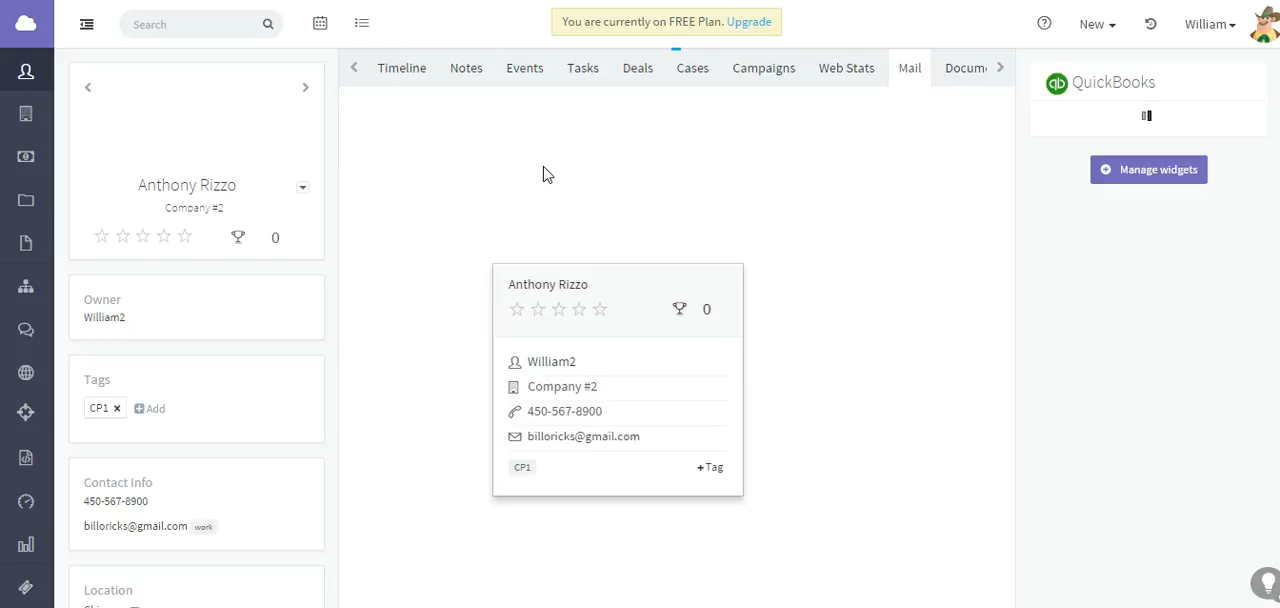 Search
You are currently on FREE Plan. Upgrade
New
William
Timeline
Notes
Events
Tasks
Deals
Cases
Campaigns
Web Stats
Mail
Docum
Anthony Rizzo
Company #2
0
Owner
William2
Tags
CP1 × Add
Contact Info
450-567-8900
billoricks@gmail.com work
Location
Anthony Rizzo
0
William2
Company #2
450-567-8900
billoricks@gmail.com
CP1 +Tag
qb QuickBooks
Manage widgets